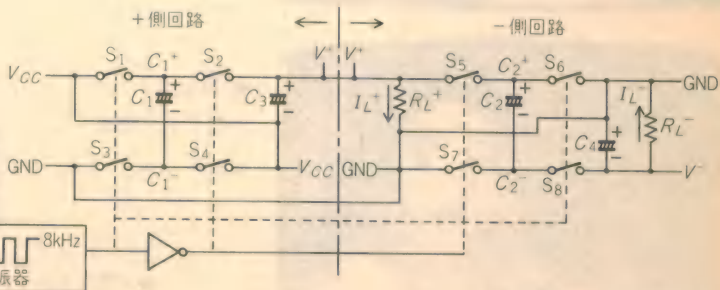 +側回路
−側回路
S1 C1+ S2 V+ V+ S5 C2+ S6
VCC GND
C1 + − C3 + − IL+ RL+ C2 + − IL− RL−
C4 + −
S3 S4 S7
GND VCC GND V−
C1− C2− S8
8kHz
振器